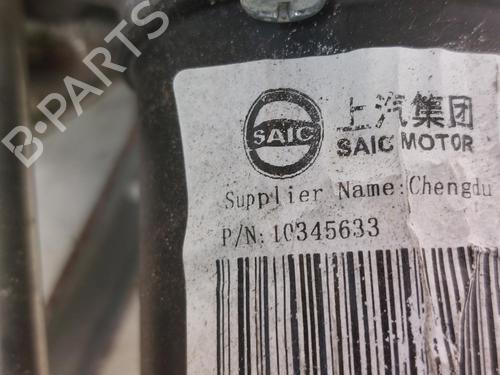 B-PARTS
SAIC
上汽集团
SAIC MOTOR
Supplier Name:Chengdu
P/N:10345633